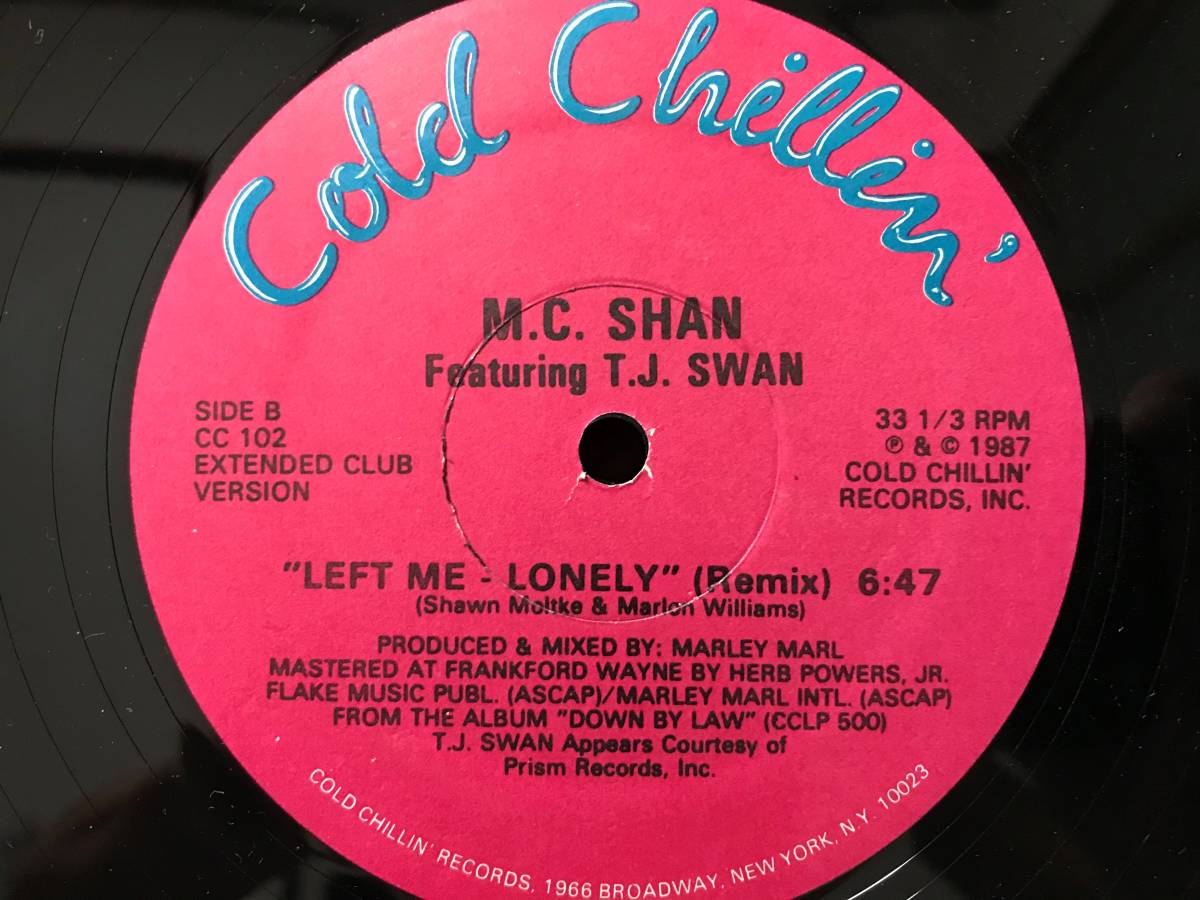 Cold Chillin'
M.C. SHAN
Featuring T.J. SWAN
SIDE B
CC 102
EXTENDED CLUB
VERSION
33 1/3 RPM
℗ & © 1987
COLD CHILLIN'
RECORDS, INC.
"LEFT ME - LONELY" (Remix) 6:47
(Shawn Moltke & Marlon Williams)
PRODUCED & MIXED BY: MARLEY MARL
MASTERED AT FRANKFORD WAYNE BY HERB POWERS, JR.
FLAKE MUSIC PUBL. (ASCAP)/MARLEY MARL INTL. (ASCAP)
FROM THE ALBUM "DOWN BY LAW" (CCLP 500)
T.J. SWAN Appears Courtesy of
Prism Records, Inc.
COLD CHILLIN' RECORDS, 1966 BROADWAY, NEW YORK, N.Y. 10023